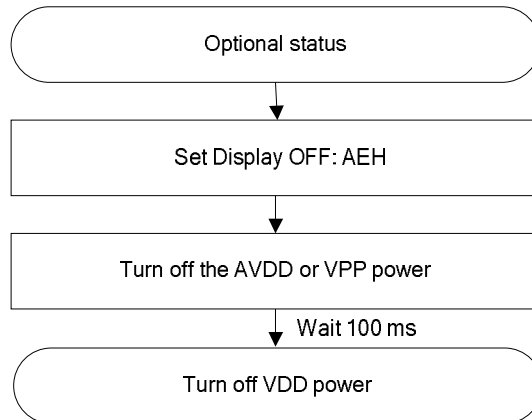 Optional status
Set Display OFF: AEH
Turn off the AVDD or VPP power
Wait 100 ms
Turn off VDD power